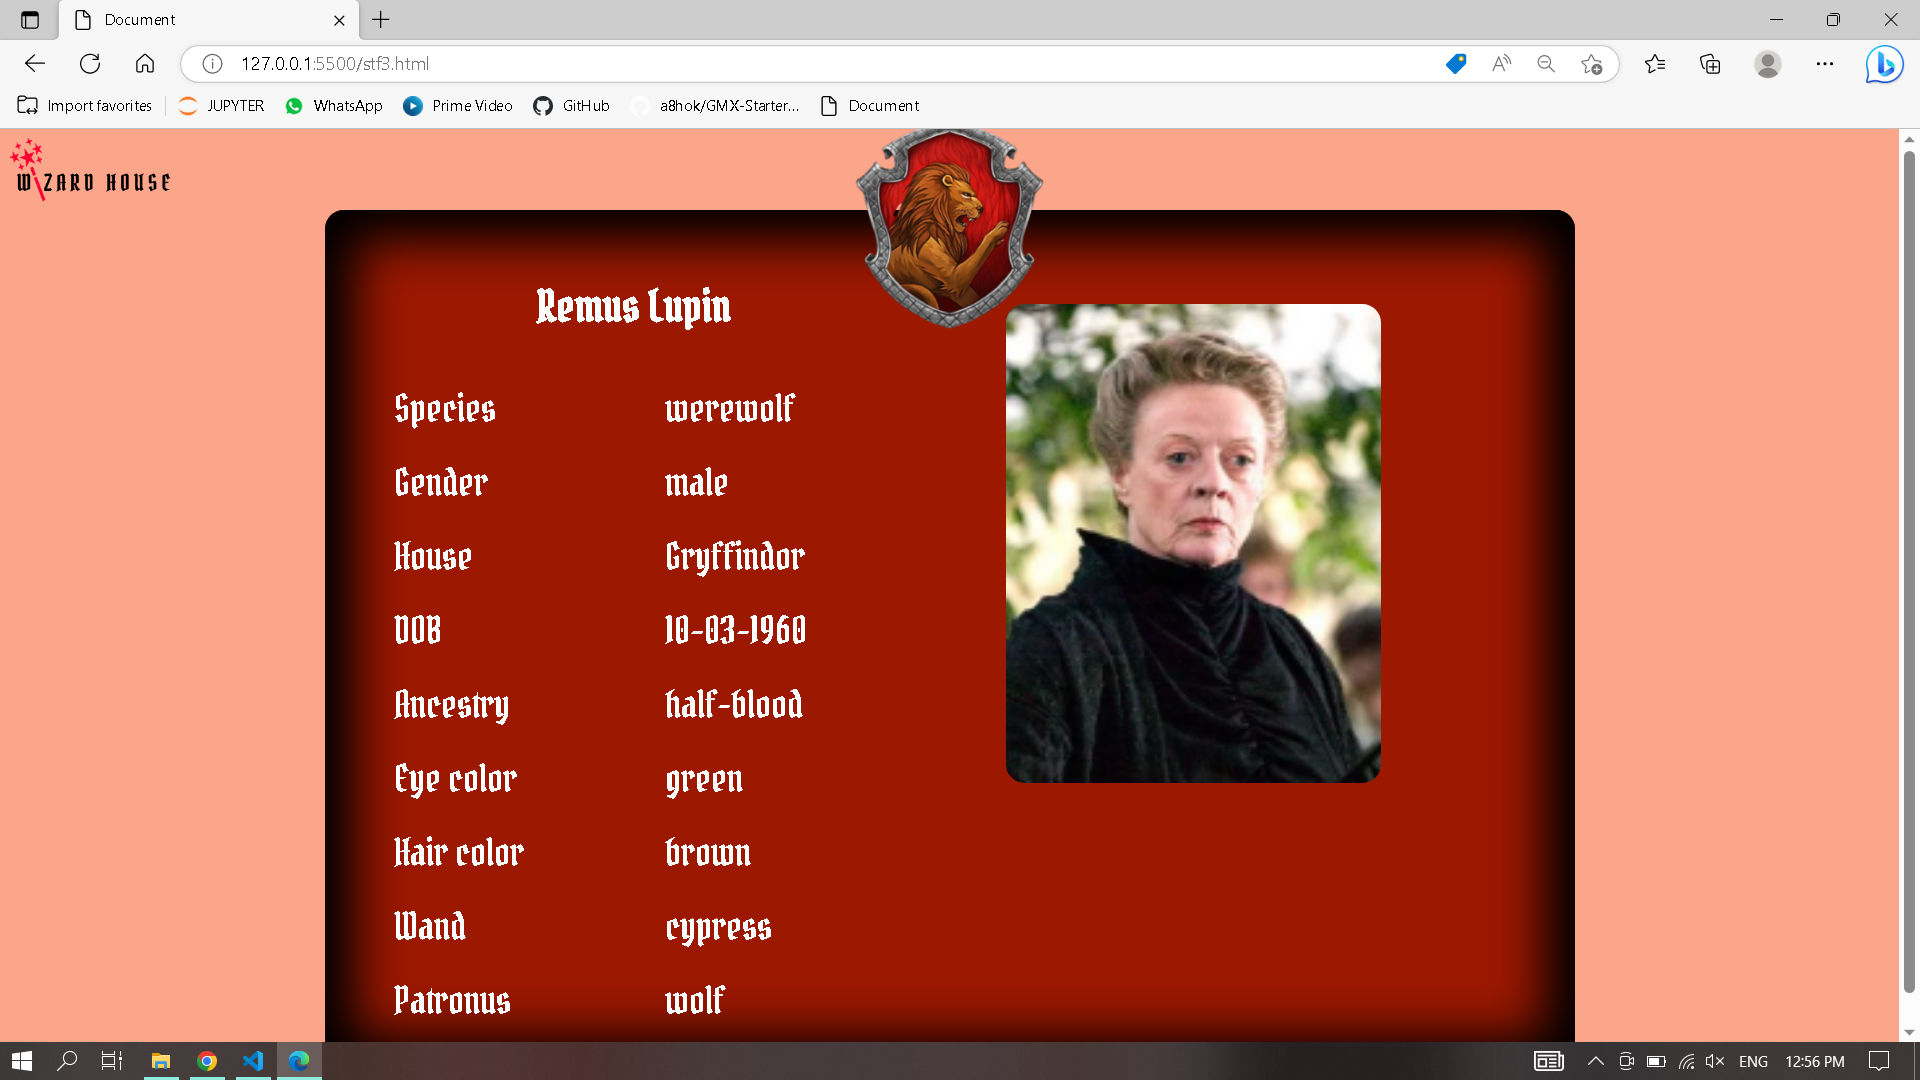 Document
127.0.0.1:5500/stf3.html
Import favorites JUPYTER WhatsApp Prime Video GitHub a8hok/GMX-Starter... Document
WIZARD HOUSE
Remus Lupin
Species werewolf
Gender male
House Gryffindor
DOB 10-03-1960
Ancestry half-blood
Eye color green
Hair color brown
Wand cypress
Patronus wolf
ENG 12:56 PM